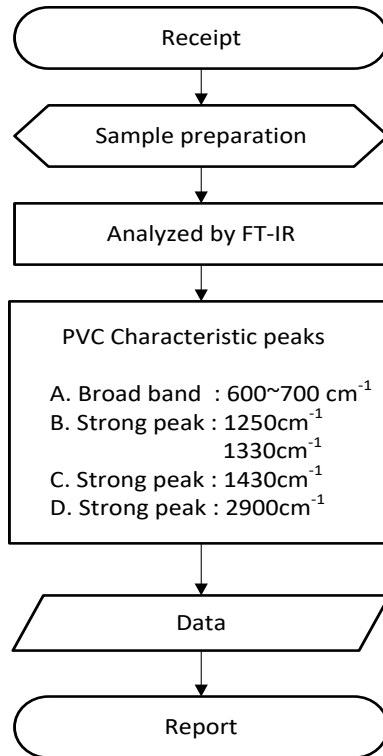 Receipt
Sample preparation
Analyzed by FT-IR
PVC Characteristic peaks
A. Broad band : 600~700 cm⁻¹
B. Strong peak : 1250cm⁻¹
1330cm⁻¹
C. Strong peak : 1430cm⁻¹
D. Strong peak : 2900cm⁻¹
Data
Report